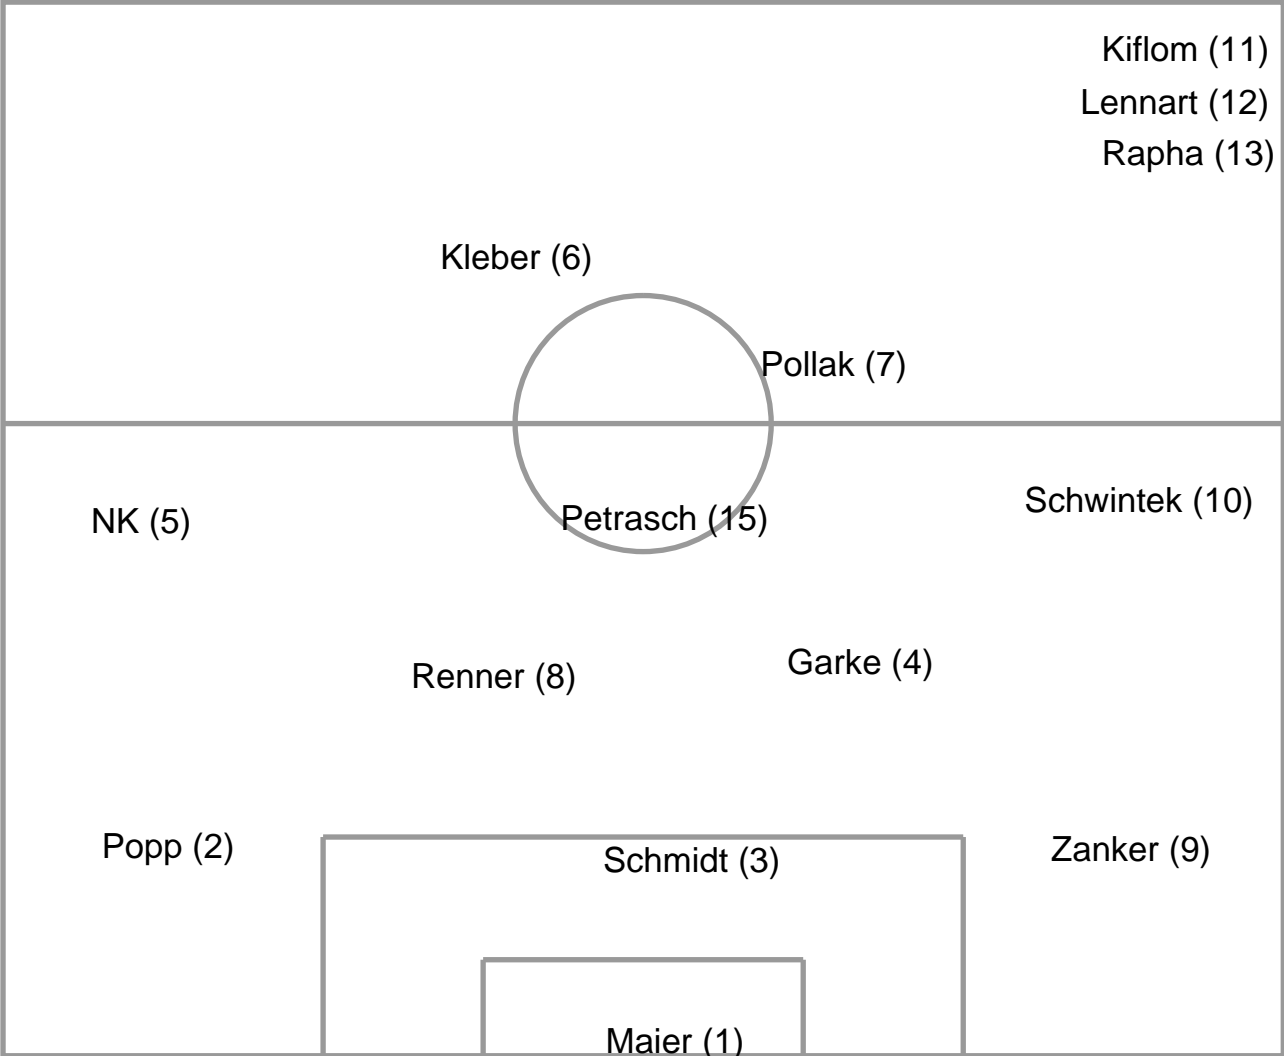 Kiflom (11)
Lennart (12)
Rapha (13)
Kleber (6)
Pollak (7)
NK (5)
Petrasch (15)
Schwintek (10)
Renner (8)
Garke (4)
Popp (2)
Schmidt (3)
Zanker (9)
Maier (1)